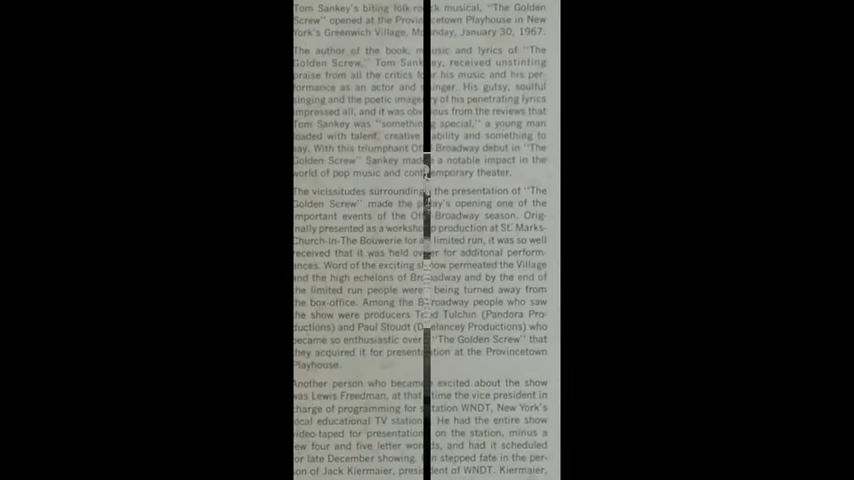 Tom Sankey's biting folk rock musical, "The Golden
Screw" opened at the Provincetown Playhouse in New
York's Greenwich Village, Monday, January 30, 1967.
The author of the book, music and lyrics of "The
Golden Screw," Tom Sankey, received unstinting
praise from all the critics for his music and his per-
formance as an actor and singer. His gutsy, soulful
singing and the poetic imagery of his penetrating lyrics
impressed all, and it was obvious from the reviews that
Tom Sankey was "something special," a young man
loaded with talent, creative ability and something to
say. With this triumphant Off Broadway debut in "The
Golden Screw" Sankey made a notable impact in the
world of pop music and contemporary theater.
The vicissitudes surrounding the presentation of "The
Golden Screw" made the play's opening one of the
important events of the Off Broadway season. Orig-
inally presented as a workshop production at St. Marks-
Church-In-The Bouwerie for a limited run, it was so well
received that it was held over for additonal perform-
ances. Word of the exciting show permeated the Village
and the high echelons of Broadway and by the end of
the limited run people were being turned away from
the box-office. Among the Broadway people who saw
the show were producers Todd Tulchin (Pandora Pro-
ductions) and Paul Stoudt (Delancey Productions) who
became so enthusiastic over "The Golden Screw" that
they acquired it for presentation at the Provincetown
Playhouse.
Another person who became excited about the show
was Lewis Freedman, at that time the vice president in
charge of programming for station WNDT, New York's
local educational TV station. He had the entire show
video-taped for presentation on the station, minus a
few four and five letter words, and had it scheduled
for late December showing. In stepped fate in the per-
son of Jack Kiermaier, president of WNDT. Kiermaier,